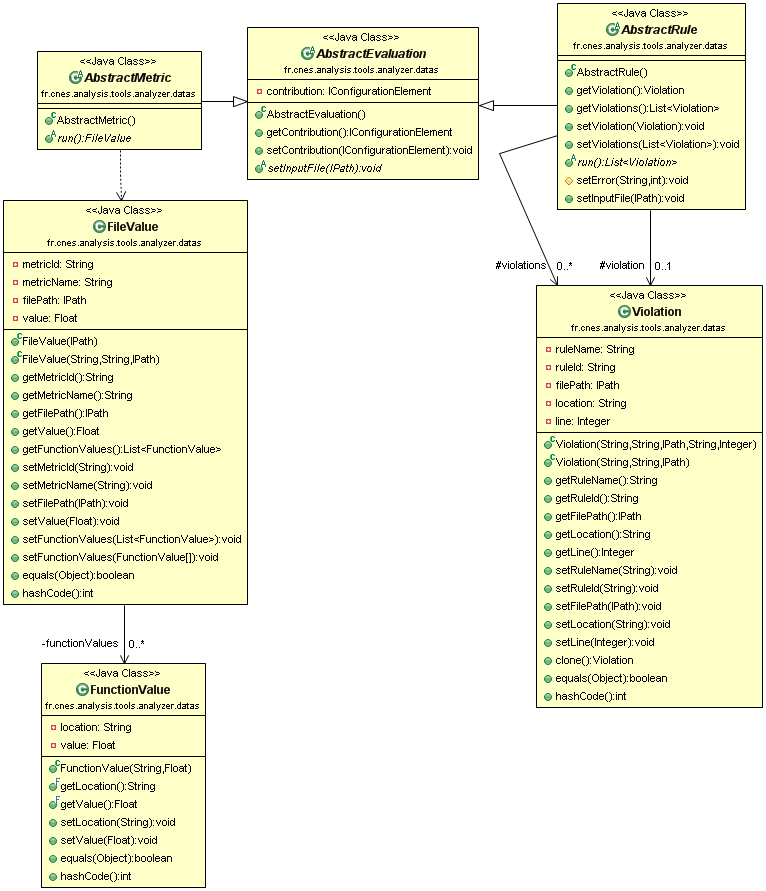 <<Java Class>>
AbstractMetric
fr.cnes.analysis.tools.analyzer.datas
AbstractMetric()
run():FileValue
<<Java Class>>
AbstractEvaluation
fr.cnes.analysis.tools.analyzer.datas
contribution: IConfigurationElement
AbstractEvaluation()
getContribution():IConfigurationElement
setContribution(IConfigurationElement):void
setInputFile(IPath):void
<<Java Class>>
AbstractRule
fr.cnes.analysis.tools.analyzer.datas
AbstractRule()
getViolation():Violation
getViolations():List<Violation>
setViolation(Violation):void
setViolations(List<Violation>):void
run():List<Violation>
setError(String,int):void
setInputFile(IPath):void
<<Java Class>>
FileValue
fr.cnes.analysis.tools.analyzer.datas
metricId: String
metricName: String
filePath: IPath
value: Float
FileValue(IPath)
FileValue(String,String,IPath)
getMetricId():String
getMetricName():String
getFilePath():IPath
getValue():Float
getFunctionValues():List<FunctionValue>
setMetricId(String):void
setMetricName(String):void
setFilePath(IPath):void
setValue(Float):void
setFunctionValues(List<FunctionValue>):void
setFunctionValues(FunctionValue[]):void
equals(Object):boolean
hashCode():int
#violations 0..*
#violation 0..1
<<Java Class>>
Violation
fr.cnes.analysis.tools.analyzer.datas
ruleName: String
ruleId: String
filePath: IPath
location: String
line: Integer
Violation(String,String,IPath,String,Integer)
Violation(String,String,IPath)
getRuleName():String
getRuleId():String
getFilePath():IPath
getLocation():String
getLine():Integer
setRuleName(String):void
setRuleId(String):void
setFilePath(IPath):void
setLocation(String):void
setLine(Integer):void
clone():Violation
equals(Object):boolean
hashCode():int
-functionValues 0..*
<<Java Class>>
FunctionValue
fr.cnes.analysis.tools.analyzer.datas
location: String
value: Float
FunctionValue(String,Float)
getLocation():String
getValue():Float
setLocation(String):void
setValue(Float):void
equals(Object):boolean
hashCode():int